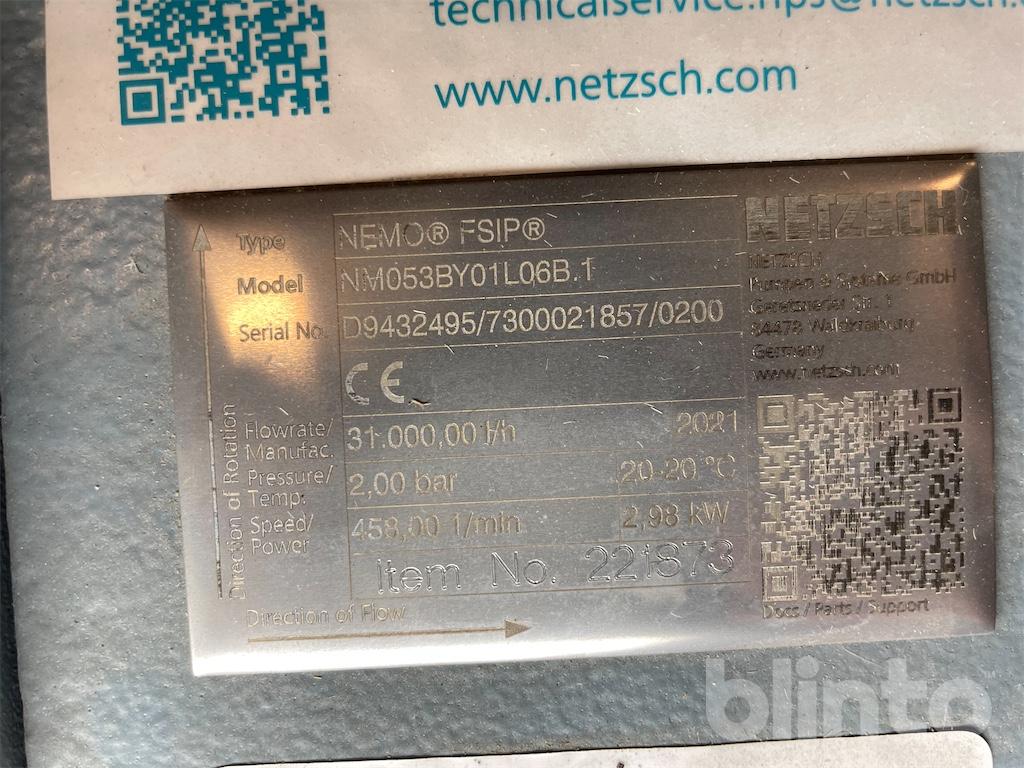 www.netzsch.com
Type NEMO® FSIP®
Model NM053BY01L06B.1
Serial No. D9432495/7300021857/0200
CE
Flowrate/ Manufac. 31.000,00 l/h 2021
Pressure/ Temp: 2,00 bar 20-20 °C
Speed/ Power 458,00 1/min 2,98 kW
Item No. 221873
Direction of Rotation
Direction of Flow
NETZSCH
NETZSCH
Pumpen & Systeme GmbH
Geretsrieder Str. 1
84478 Waldkraiburg
Germany
www.netzsch.com
Docs / Parts / Support
blinto